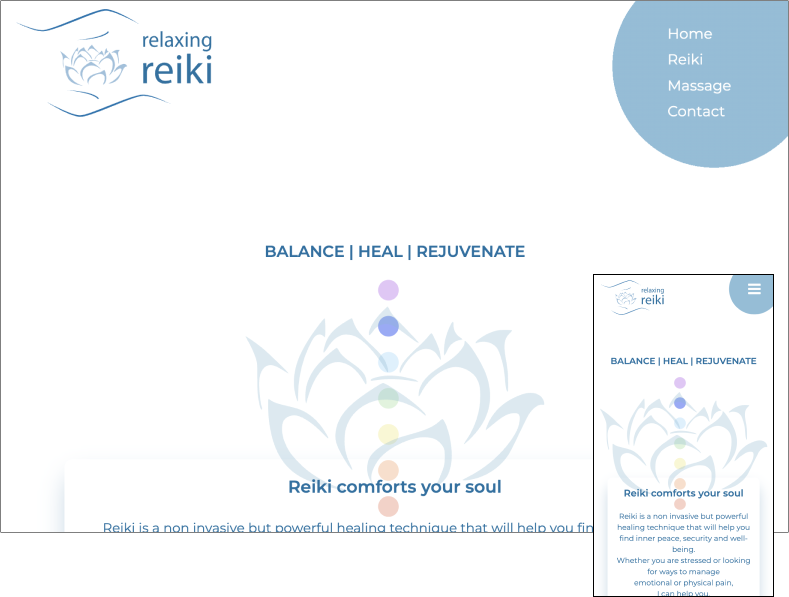 relaxing
reiki
Home
Reiki
Massage
Contact
BALANCE | HEAL | REJUVENATE
Reiki comforts your soul
Reiki is a non invasive but powerful healing technique that will help you fin
relaxing
reiki
BALANCE | HEAL | REJUVENATE
Reiki comforts your soul
Reiki is a non invasive but powerful
healing technique that will help you
find inner peace, security and well-
being.
Whether you are stressed or looking
for ways to manage
emotional or physical pain,
I can help you.